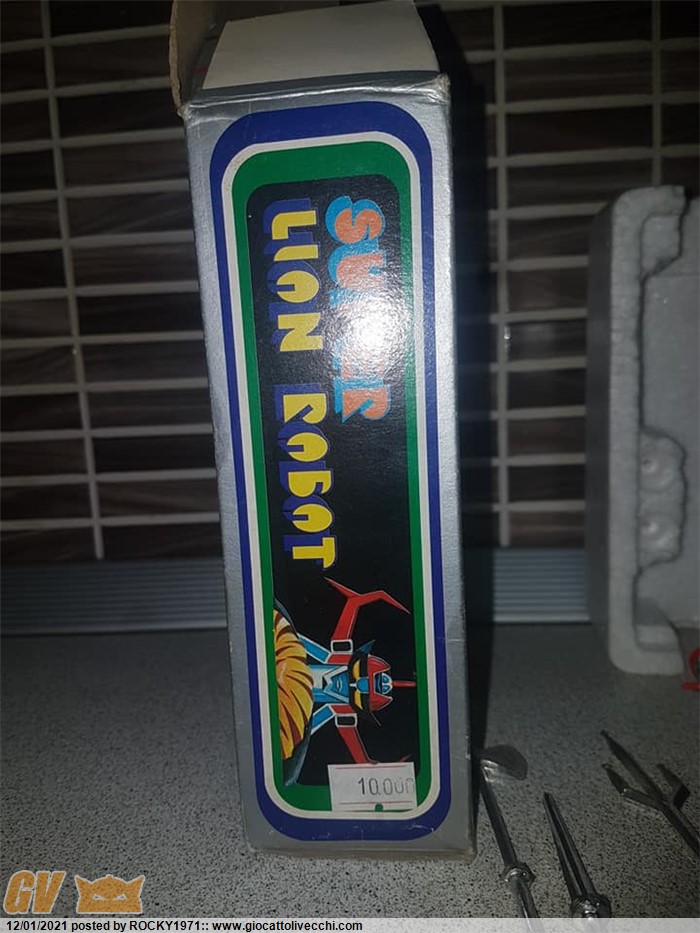 SUPER
LION ROBOT
10.000
GV
12/01/2021 posted by ROCKY1971:: www.giocattolivecchi.com